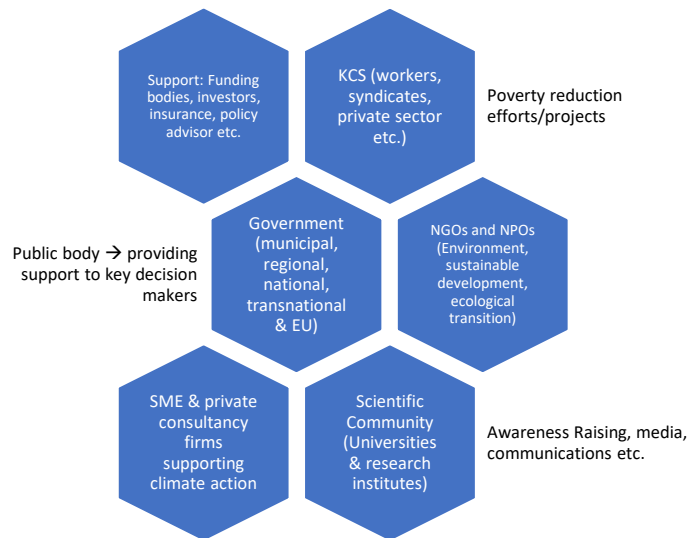 Support: Funding
bodies, investors,
insurance, policy
advisor etc.
KCS (workers,
syndicates,
private sector
etc.)
Poverty reduction
efforts/projects
Public body → providing
support to key decision
makers
Government
(municipal,
regional,
national,
transnational
& EU)
NGOs and NPOs
(Environment,
sustainable
development,
ecological
transition)
SME & private
consultancy
firms
supporting
climate action
Scientific
Community
(Universities
& research
institutes)
Awareness Raising, media,
communications etc.